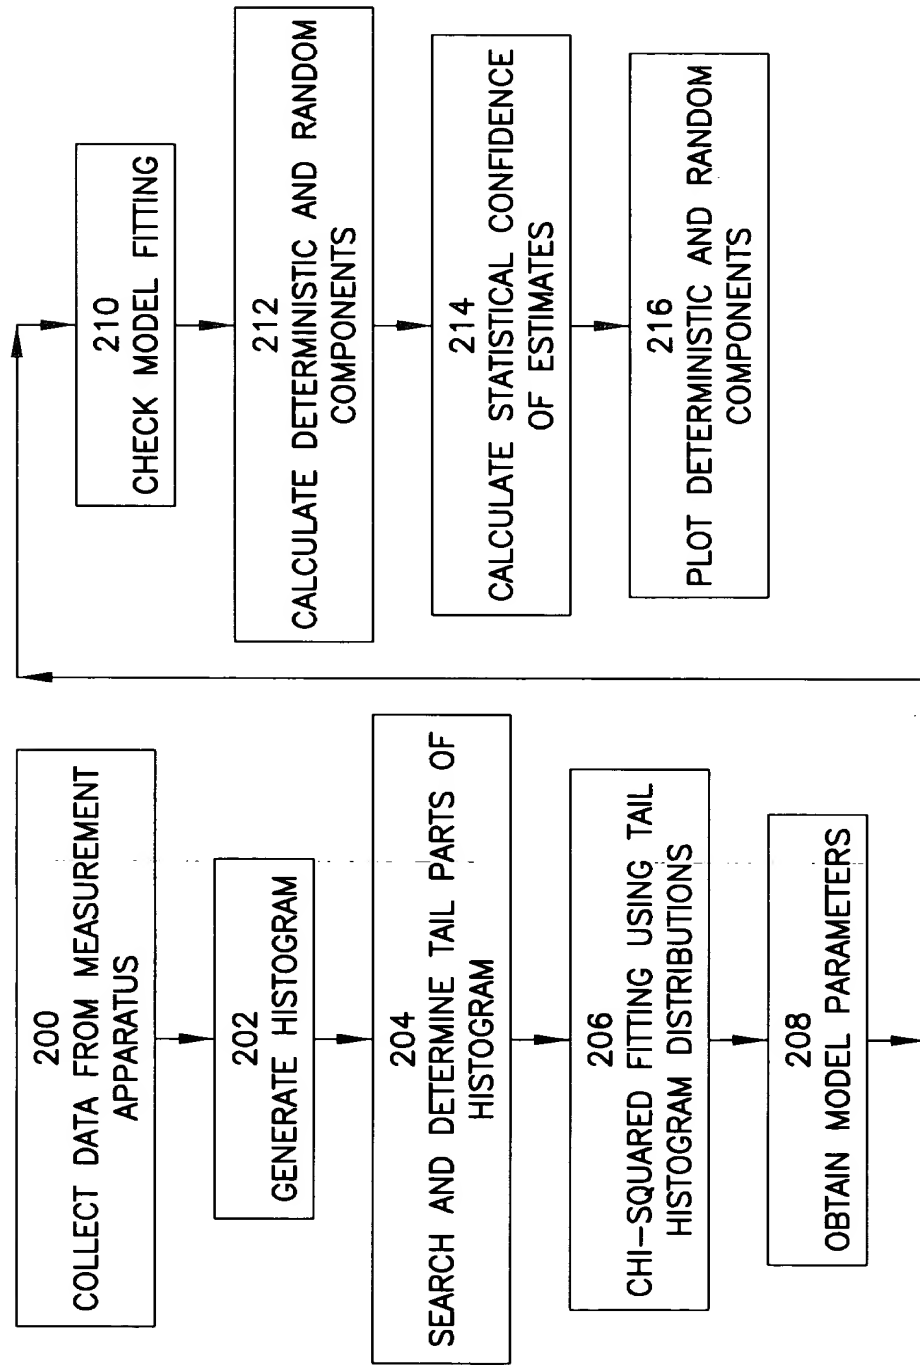 200
COLLECT DATA FROM MEASUREMENT
APPARATUS
202
GENERATE HISTOGRAM
204
SEARCH AND DETERMINE TAIL PARTS OF
HISTOGRAM
206
CHI-SQUARED FITTING USING TAIL
HISTOGRAM DISTRIBUTIONS
208
OBTAIN MODEL PARAMETERS
210
CHECK MODEL FITTING
212
CALCULATE DETERMINISTIC AND RANDOM
COMPONENTS
214
CALCULATE STATISTICAL CONFIDENCE
OF ESTIMATES
216
PLOT DETERMINISTIC AND RANDOM
COMPONENTS